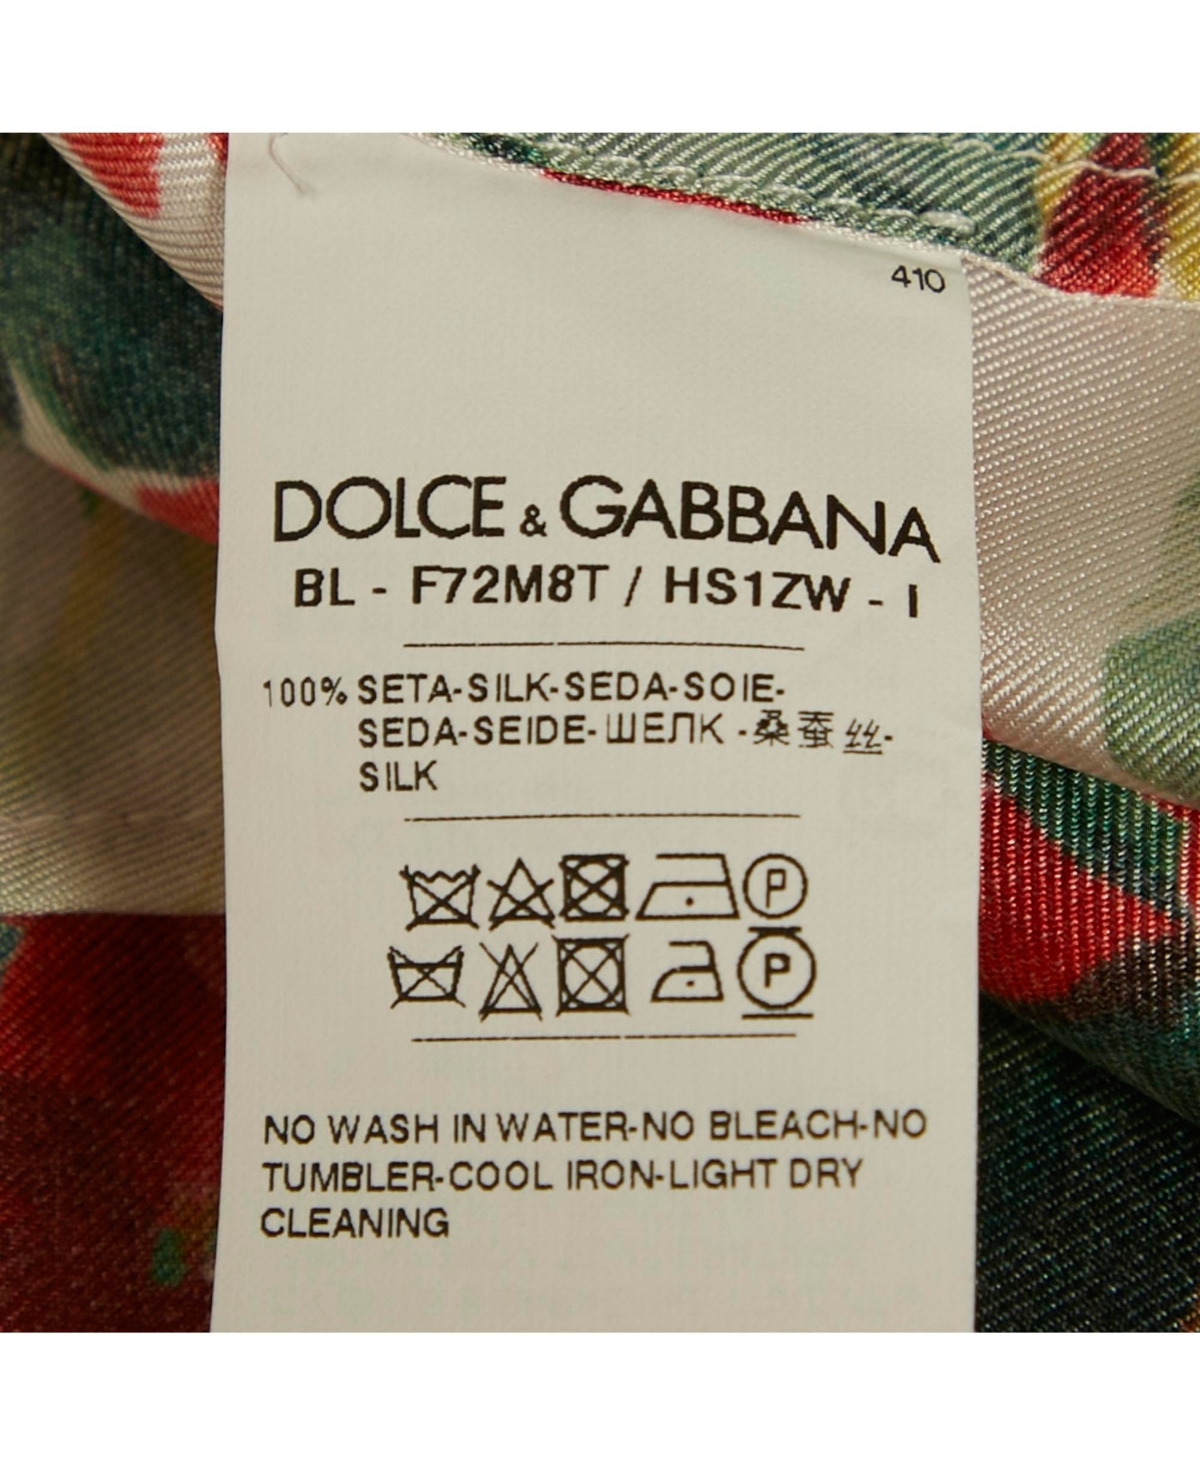 410
DOLCE & GABBANA
BL - F72M8T / HS1ZW - I
100% SETA-SILK-SEDA-SOIE-
SEDA-SEIDE-ШЕЛК -桑蚕丝-
SILK
P
P
NO WASH IN WATER-NO BLEACH-NO
TUMBLER-COOL IRON-LIGHT DRY
CLEANING